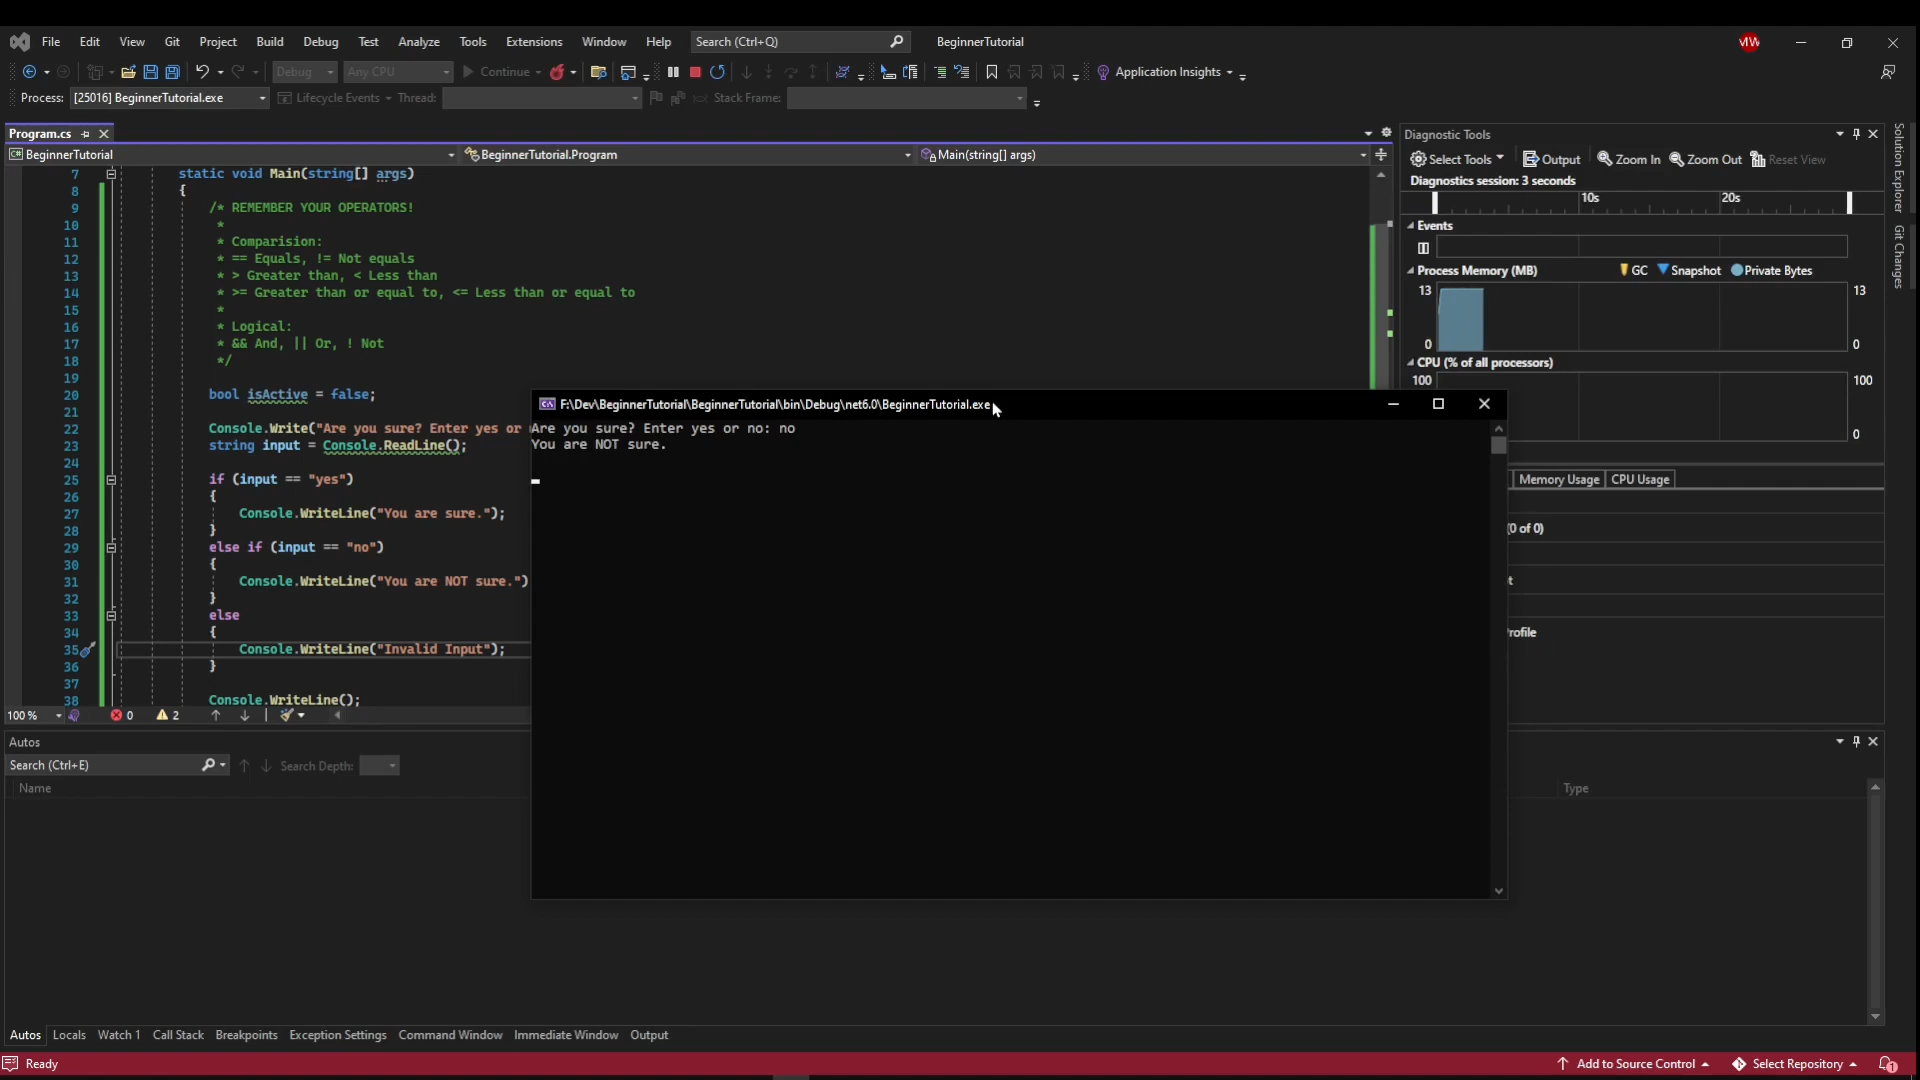 File Edit View Git Project Build Debug Test Analyze Tools Extensions Window Help Search (Ctrl+Q) BeginnerTutorial MW
Debug Any CPU Continue Application Insights
Process: [25016] BeginnerTutorial.exe Lifecycle Events Thread: Stack Frame:
Program.cs
C# BeginnerTutorial BeginnerTutorial.Program Main(string[] args)
7 static void Main(string[] args)
8 {
9 /* REMEMBER YOUR OPERATORS!
10 *
11 * Comparision:
12 * == Equals, != Not equals
13 * > Greater than, < Less than
14 * >= Greater than or equal to, <= Less than or equal to
15 *
16 * Logical:
17 * && And, || Or, ! Not
18 */
19
20 bool isActive = false;
21
22 Console.Write("Are you sure? Enter yes or
23 string input = Console.ReadLine();
24
25 if (input == "yes")
26 {
27 Console.WriteLine("You are sure.");
28 }
29 else if (input == "no")
30 {
31 Console.WriteLine("You are NOT sure.")
32 }
33 else
34 {
35 Console.WriteLine("Invalid Input");
36 }
37
38 Console.WriteLine();
100 % 0 2
F:\Dev\BeginnerTutorial\BeginnerTutorial\bin\Debug\net6.0\BeginnerTutorial.exe
Are you sure? Enter yes or no: no
You are NOT sure.
Diagnostic Tools
Select Tools Output Zoom In Zoom Out Reset View
Diagnostics session: 3 seconds
10s 20s
Events
Process Memory (MB) GC Snapshot Private Bytes
13 13
0 0
CPU (% of all processors)
100 100
0
Memory Usage CPU Usage
(0 of 0)
t
rofile
Solution Explorer
Git Changes
Autos
Search (Ctrl+E) Search Depth:
Name Type
Autos Locals Watch 1 Call Stack Breakpoints Exception Settings Command Window Immediate Window Output
Ready Add to Source Control Select Repository 1